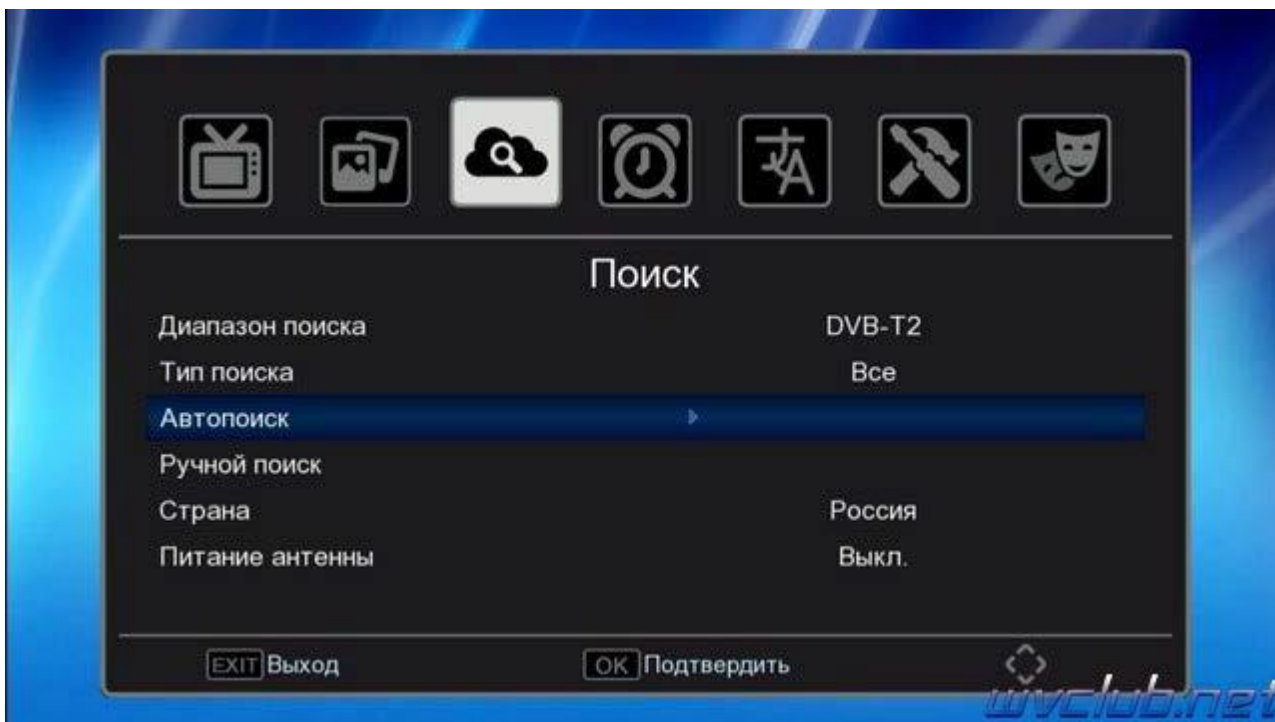 Поиск
Диапазон поиска DVB-T2
Тип поиска Все
Автопоиск
Ручной поиск
Страна Россия
Питание антенны Выкл.
EXIT Выход OK Подтвердить
wvclub.net